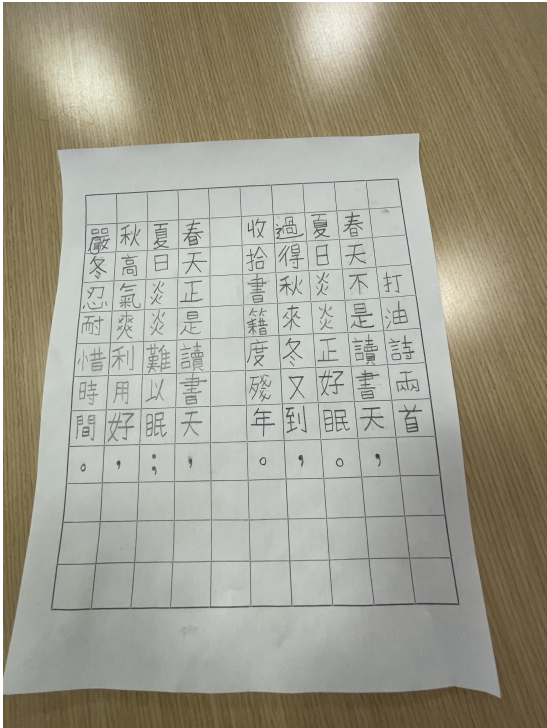 打油詩兩首
春天不是讀書天，
夏日炎炎正好眠。
過得秋來冬又到，
收拾書籍度殘年。
春天正是讀書天，
夏日炎炎難以眠；
秋高氣爽利用好，
嚴冬忍耐惜時間。